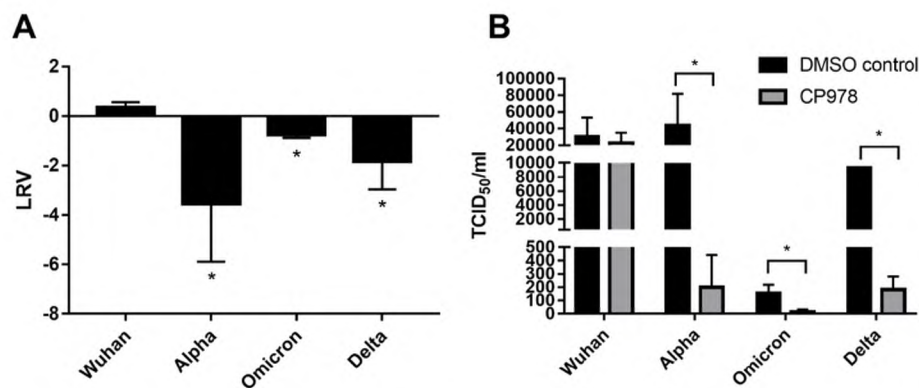 A
LRV
2
0
-2
-4
-6
-8
*
*
*
Wuhan
Alpha
Omicron
Delta
B
DMSO control
CP978
TCID50/ml
100000
80000
60000
40000
20000
10000
8000
6000
4000
2000
500
400
300
200
100
0
*
*
*
Wuhan
Alpha
Omicron
Delta